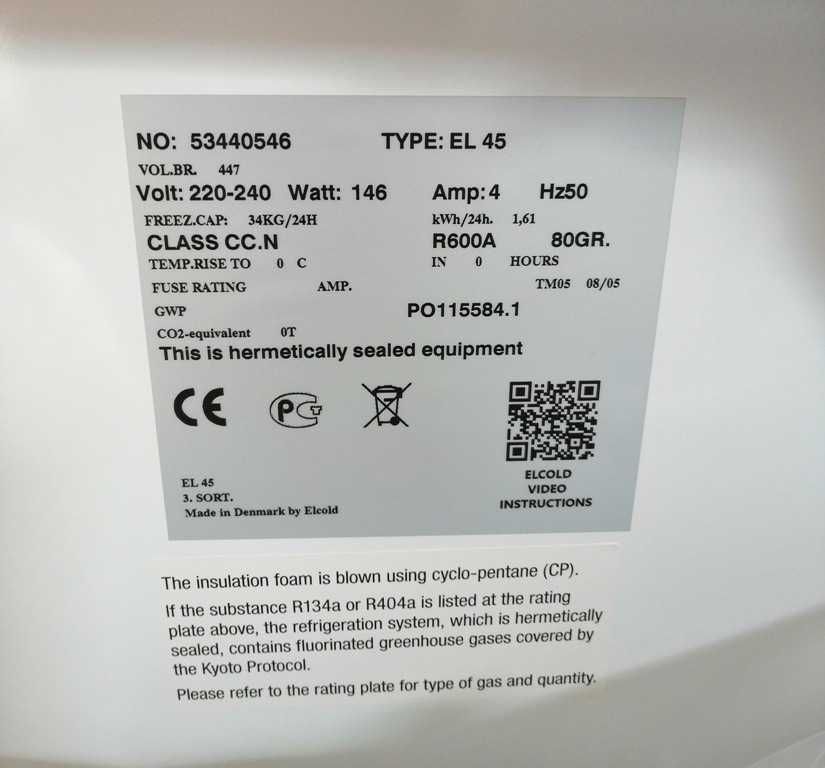 NO: 53440546 TYPE: EL 45
VOL.BR. 447
Volt: 220-240 Watt: 146 Amp: 4 Hz50
FREEZ.CAP: 34KG/24H kWh/24h. 1,61
CLASS CC.N R600A 80GR.
TEMP.RISE TO 0 C IN 0 HOURS
FUSE RATING AMP. TM05 08/05
GWP PO115584.1
CO2-equivalent 0T
This is hermetically sealed equipment
CE PCT
EL 45
3. SORT.
Made in Denmark by Elcold
ELCOLD
VIDEO
INSTRUCTIONS
The insulation foam is blown using cyclo-pentane (CP).
If the substance R134a or R404a is listed at the rating
plate above, the refrigeration system, which is hermetically
sealed, contains fluorinated greenhouse gases covered by
the Kyoto Protocol.
Please refer to the rating plate for type of gas and quantity.